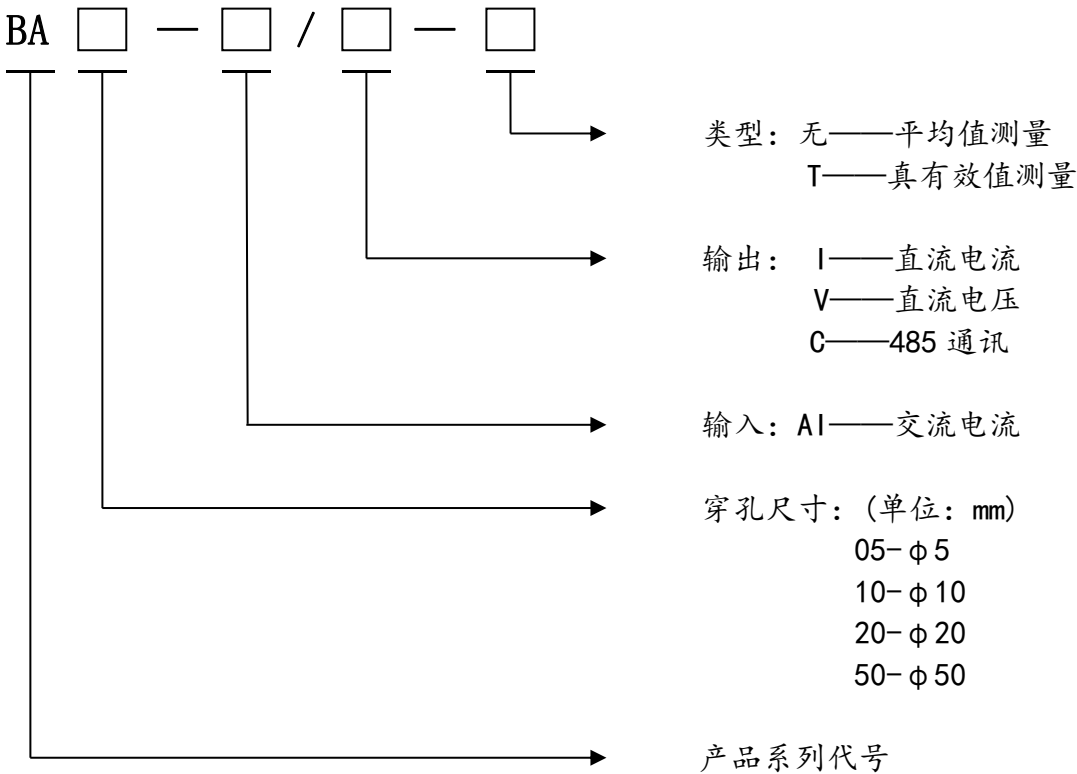 BA □ — □ / □ — □
类型：无——平均值测量
T——真有效值测量
输出： I——直流电流
V——直流电压
C——485 通讯
输入：AI——交流电流
穿孔尺寸：(单位：mm)
05-φ5
10-φ10
20-φ20
50-φ50
产品系列代号